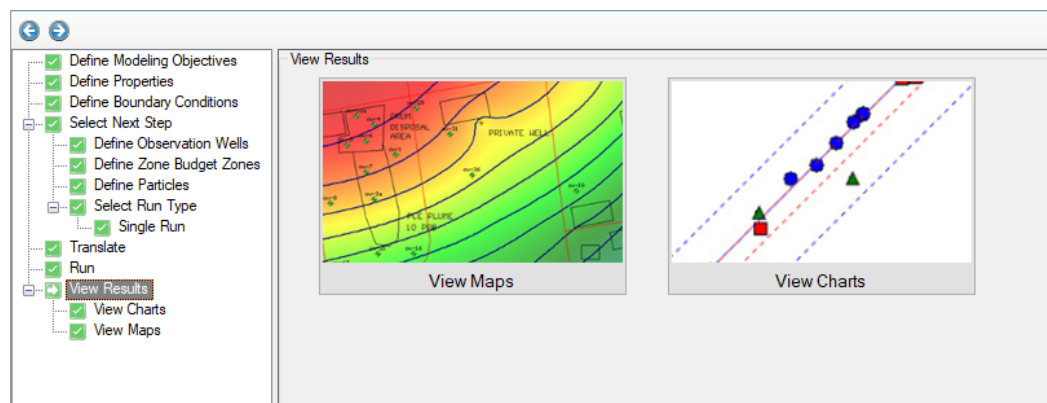 Define Modeling Objectives
Define Properties
Define Boundary Conditions
Select Next Step
Define Observation Wells
Define Zone Budget Zones
Define Particles
Select Run Type
Single Run
Translate
Run
View Results
View Charts
View Maps
View Results
DRUM
DISPOSAL
AREA
PRIVATE WELL
PLUME
10 PPB
View Maps
View Charts